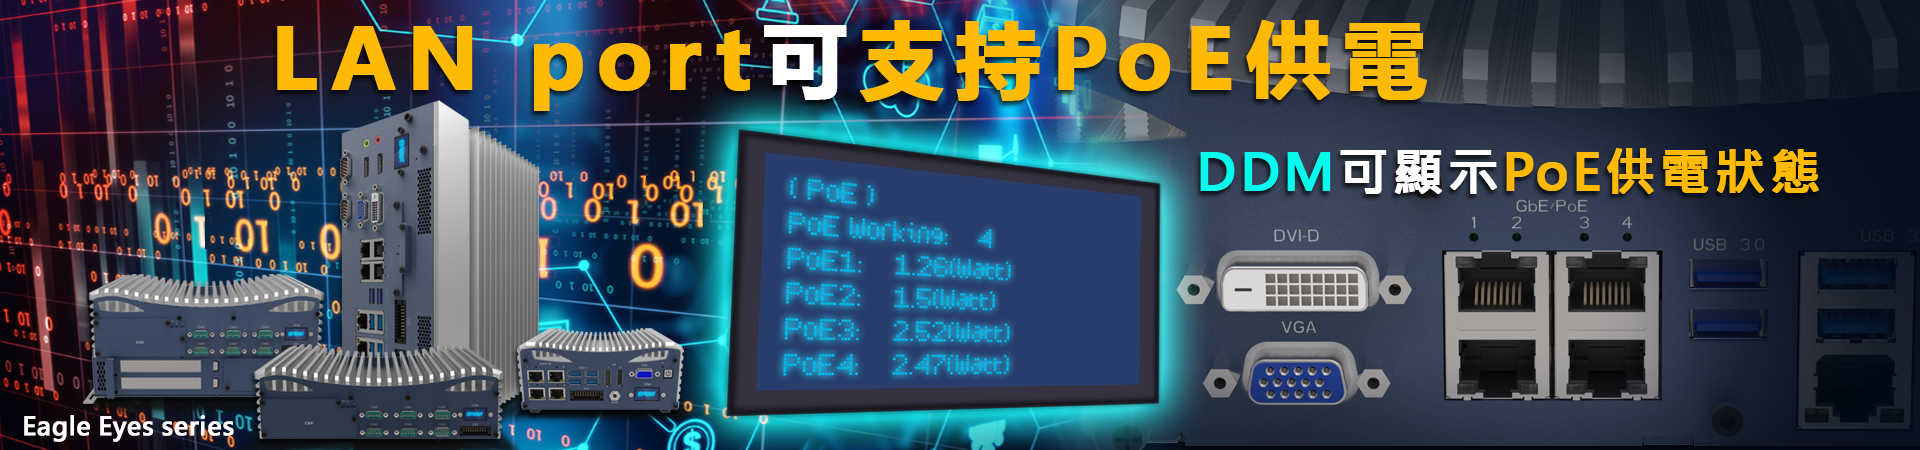 LAN port可支持PoE供電
DDM可顯示PoE供電狀態
( PoE )
PoE Working: 4
PoE1: 1.26(Watt)
PoE2: 1.5(Watt)
PoE3: 2.52(Watt)
PoE4: 2.47(Watt)
GbE/PoE
1 2 3 4
DVI-D
USB 3.0
USB 3
VGA
Eagle Eyes series